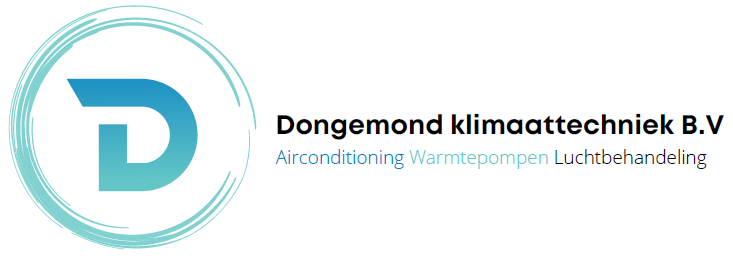 D
Dongemond klimaattechniek B.V
Airconditioning Warmtepompen Luchtbehandeling